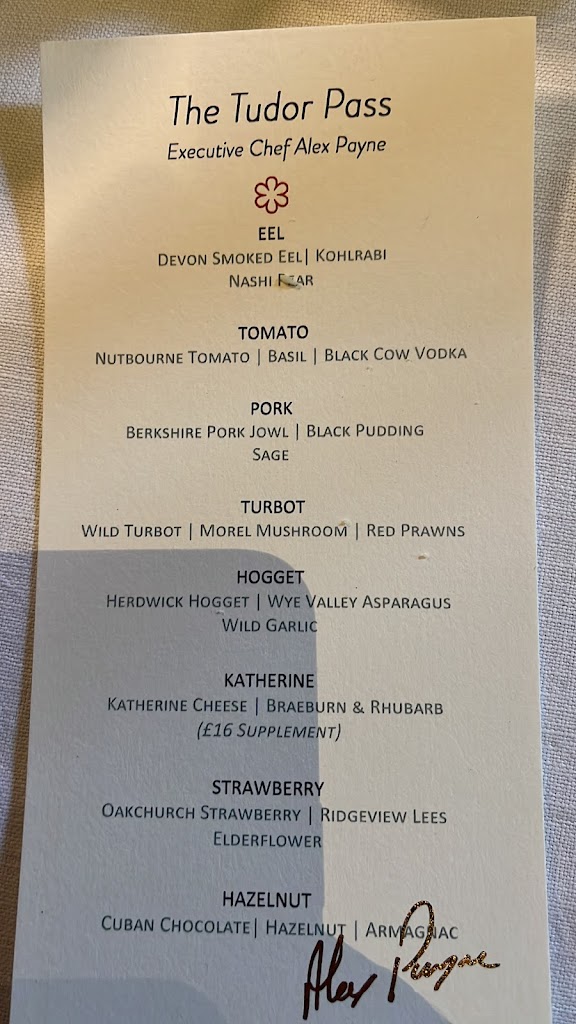 The Tudor Pass
Executive Chef Alex Payne
EEL
DEVON SMOKED EEL| KOHLRABI
NASHI PEAR
TOMATO
NUTBOURNE TOMATO | BASIL | BLACK COW VODKA
PORK
BERKSHIRE PORK JOWL | BLACK PUDDING
SAGE
TURBOT
WILD TURBOT | MOREL MUSHROOM | RED PRAWNS
HOGGET
HERDWICK HOGGET | WYE VALLEY ASPARAGUS
WILD GARLIC
KATHERINE
KATHERINE CHEESE | BRAEBURN & RHUBARB
(£16 SUPPLEMENT)
STRAWBERRY
OAKCHURCH STRAWBERRY | RIDGEVIEW LEES
ELDERFLOWER
HAZELNUT
CUBAN CHOCOLATE| HAZELNUT | ARMAGNAC
Alex Payne